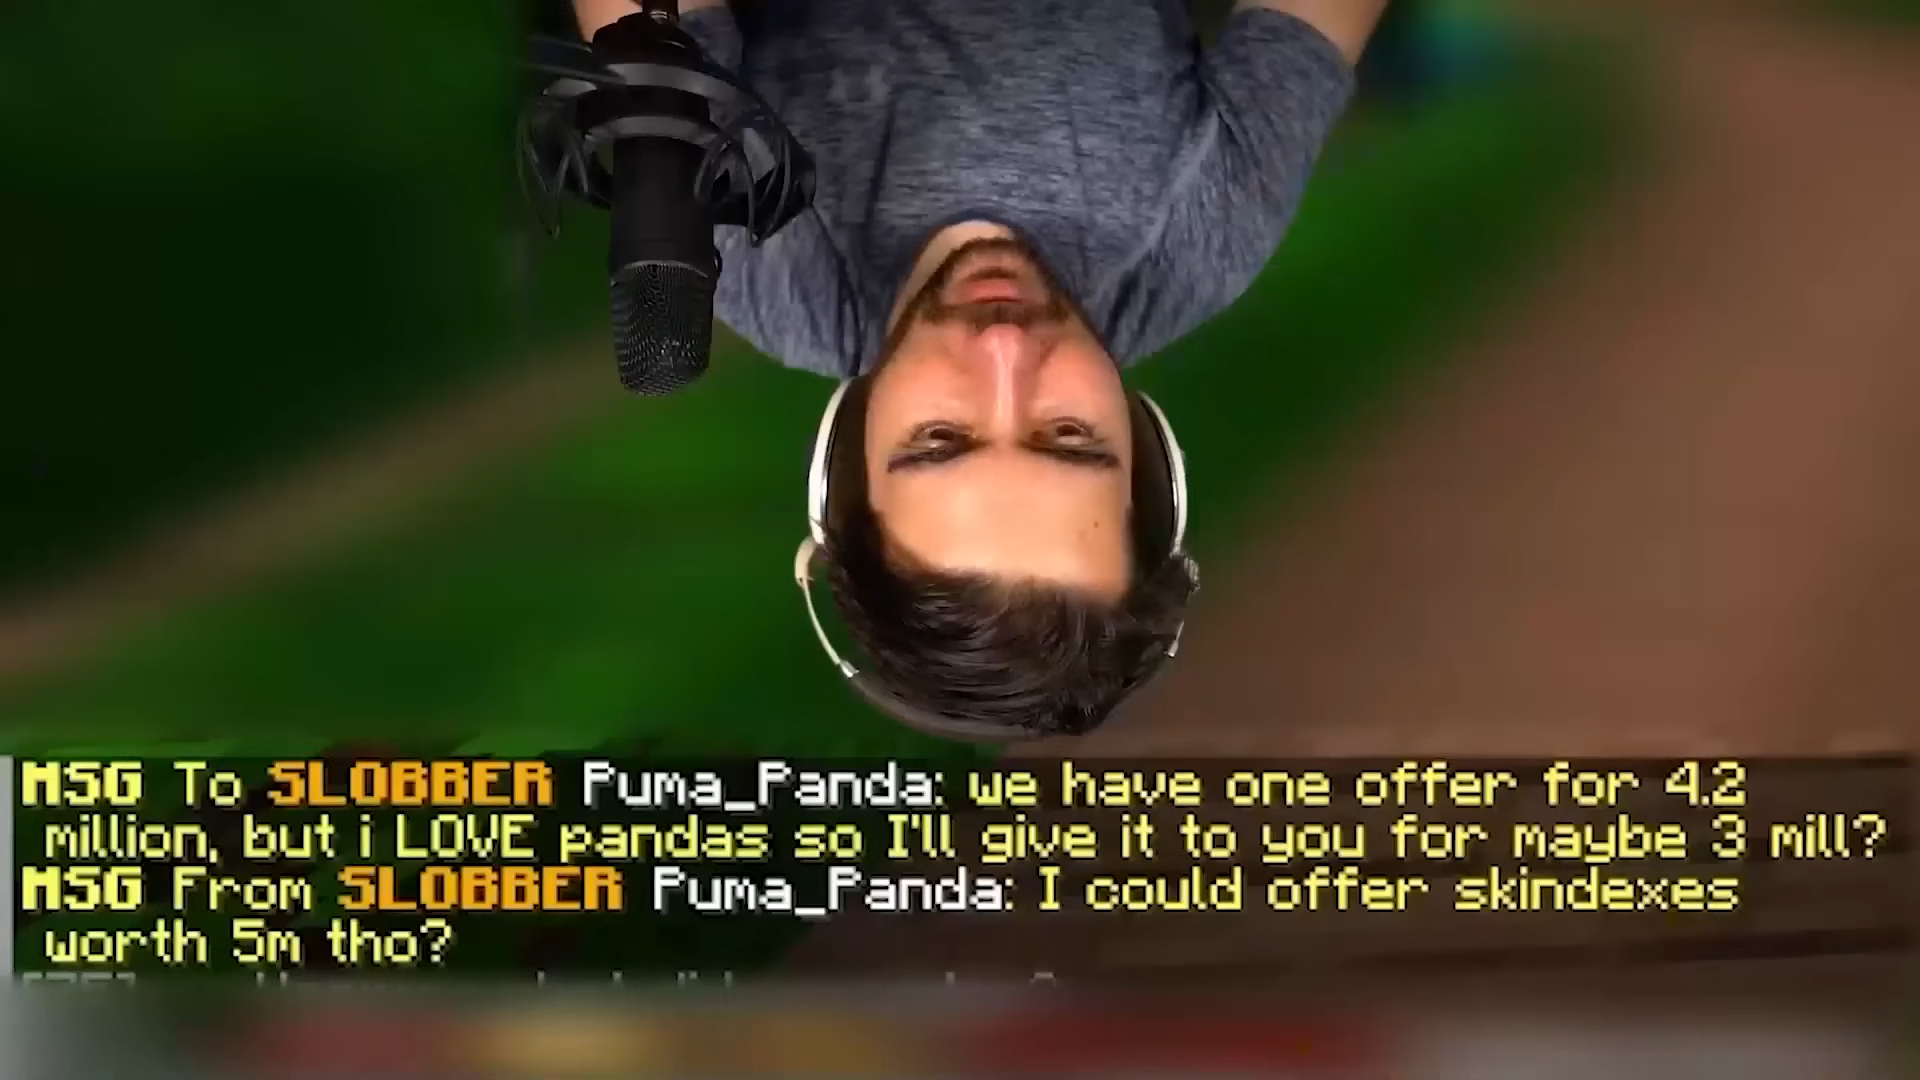 MSG To SLOBBER Puma_Panda: we have one offer for 4.2
million, but i LOVE pandas so I'll give it to you for maybe 3 mill?
MSG From SLOBBER Puma_Panda: I could offer skindexes
worth 5m tho?